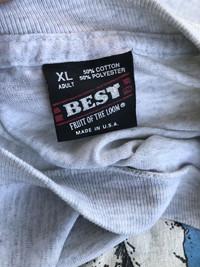 XL
ADULT
50% COTTON
50% POLYESTER
BEST
FRUIT OF THE LOOM®
MADE IN U.S.A.